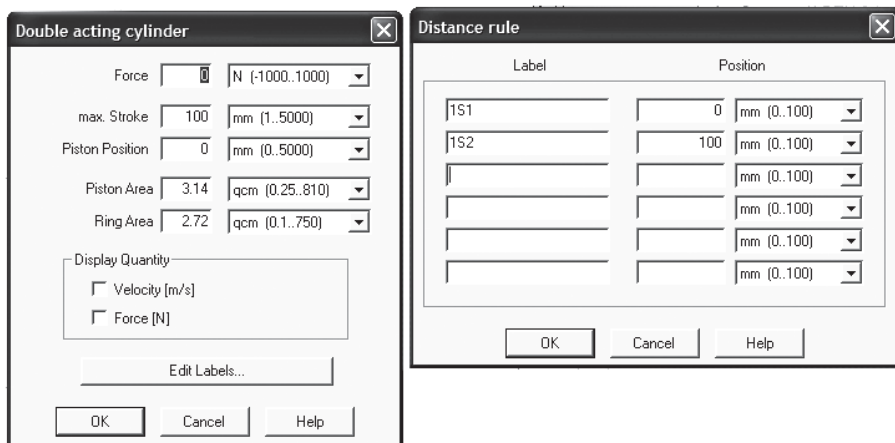 Double acting cylinder
Force 0 N (-1000..1000)
max. Stroke 100 mm (1..5000)
Piston Position 0 mm (0..5000)
Piston Area 3.14 qcm (0.25..810)
Ring Area 2.72 qcm (0.1..750)
Display Quantity
Velocity [m/s]
Force [N]
Edit Labels...
OK Cancel Help
Distance rule
Label Position
1S1 0 mm (0..100)
1S2 100 mm (0..100)
mm (0..100)
mm (0..100)
mm (0..100)
mm (0..100)
OK Cancel Help